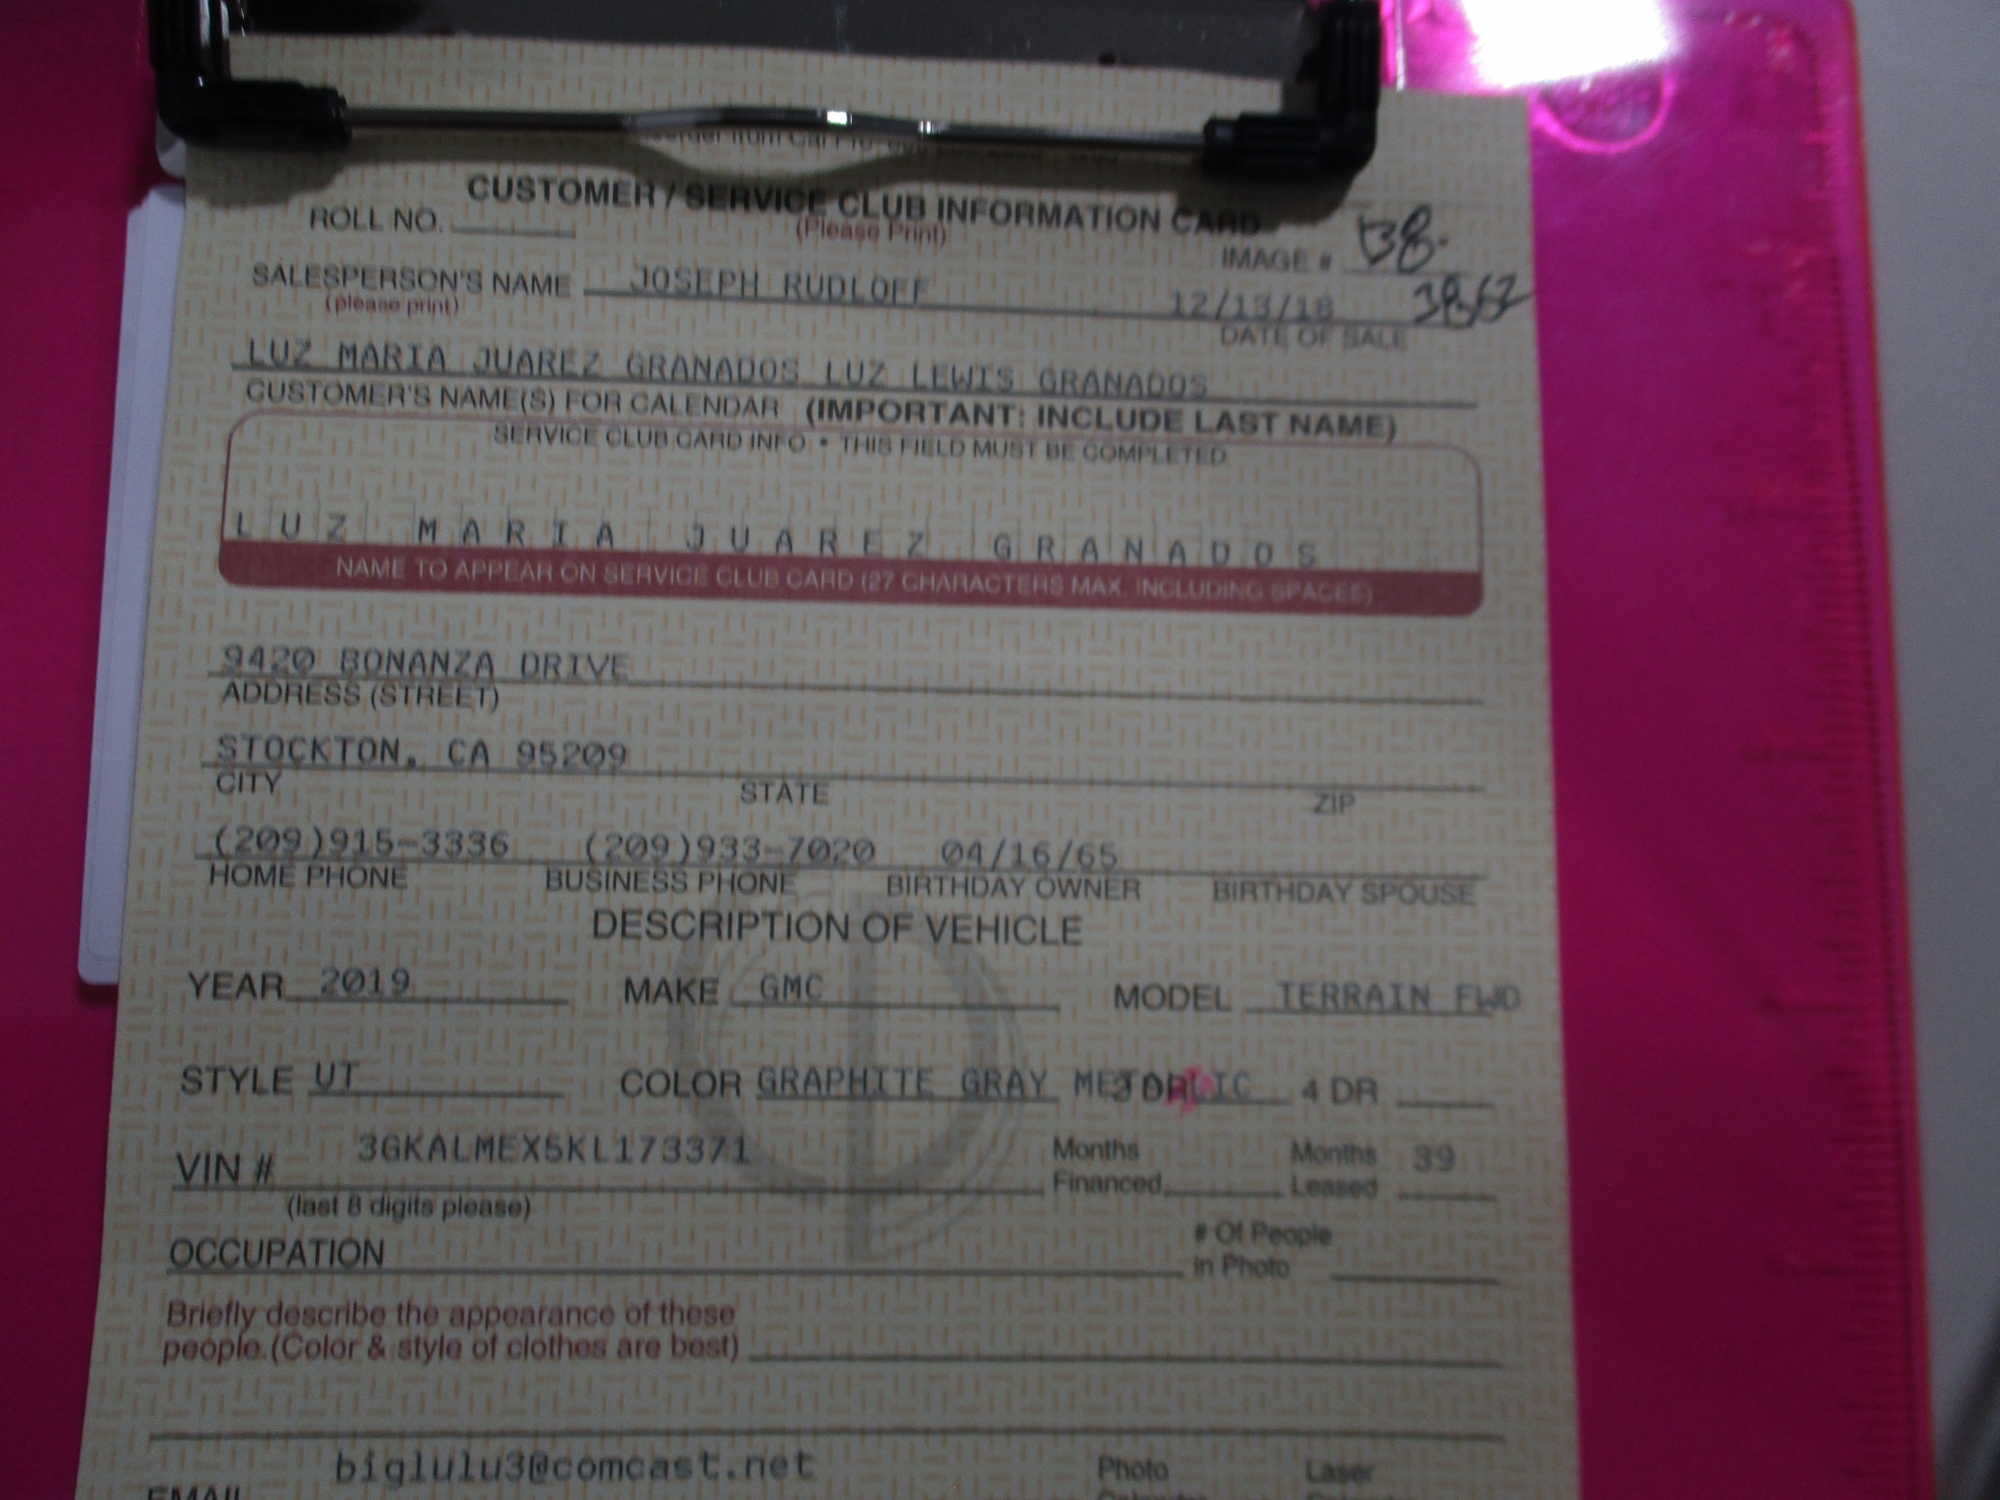 CUSTOMER / SERVICE CLUB INFORMATION CARD
(Please Print)
ROLL NO.
IMAGE #
SALESPERSON'S NAME JOSEPH RUDLOFF 12/13/18
(please print)
DATE OF SALE
LUZ MARIA JUAREZ GRANADOS LUZ LEWIS GRANADOS
CUSTOMER'S NAME(S) FOR CALENDAR (IMPORTANT: INCLUDE LAST NAME)
SERVICE CLUB CARD INFO • THIS FIELD MUST BE COMPLETED
LUZ MARIA JUAREZ GRANADOS
NAME TO APPEAR ON SERVICE CLUB CARD (27 CHARACTERS MAX. INCLUDING SPACES)
9420 BONANZA DRIVE
ADDRESS (STREET)
STOCKTON, CA 95209
CITY STATE ZIP
(209)915-3336 (209)933-7020 04/16/65
HOME PHONE BUSINESS PHONE BIRTHDAY OWNER BIRTHDAY SPOUSE
DESCRIPTION OF VEHICLE
YEAR 2019 MAKE GMC MODEL TERRAIN FWD
STYLE UT COLOR GRAPHITE GRAY METALLIC 2 DR 4 DR
VIN # 3GKALMEX5KL173371 Months Financed Months Leased 39
(last 8 digits please)
OCCUPATION # Of People in Photo
Briefly describe the appearance of these
people.(Color & style of clothes are best)
biglulu3@comcast.net Photo Laser
EMAIL